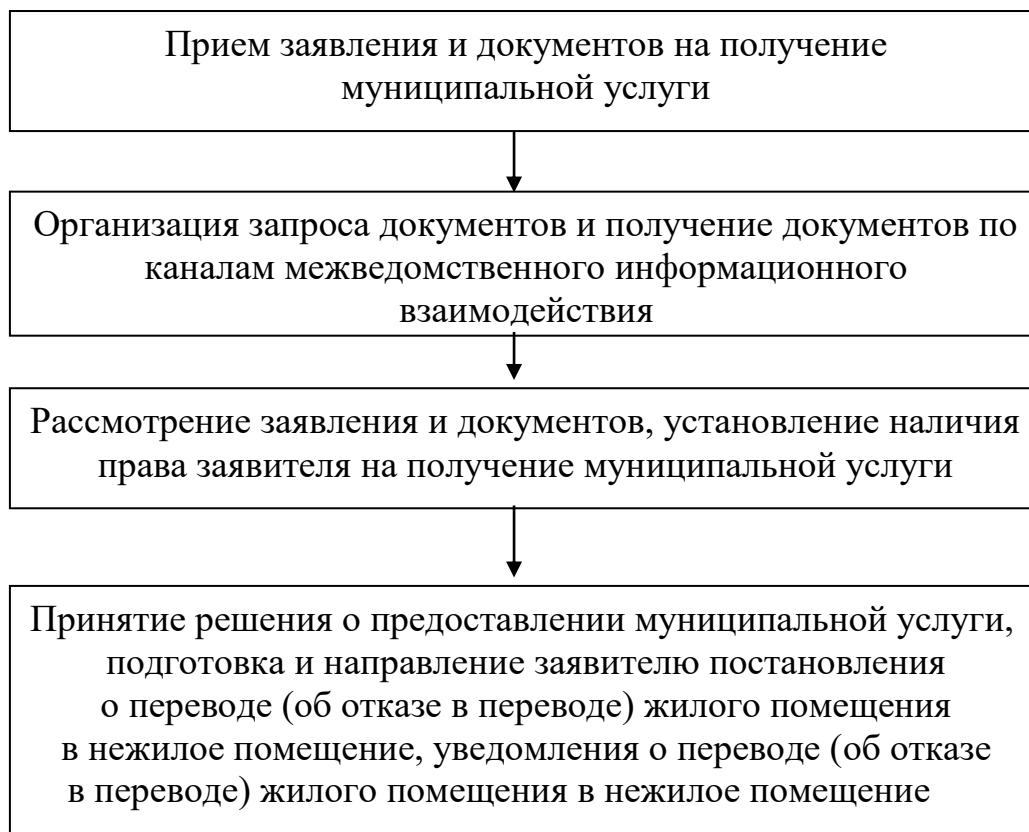 Прием заявления и документов на получение
муниципальной услуги
Организация запроса документов и получение документов по
каналам межведомственного информационного
взаимодействия
Рассмотрение заявления и документов, установление наличия
права заявителя на получение муниципальной услуги
Принятие решения о предоставлении муниципальной услуги,
подготовка и направление заявителю постановления
о переводе (об отказе в переводе) жилого помещения
в нежилое помещение, уведомления о переводе (об отказе
в переводе) жилого помещения в нежилое помещение